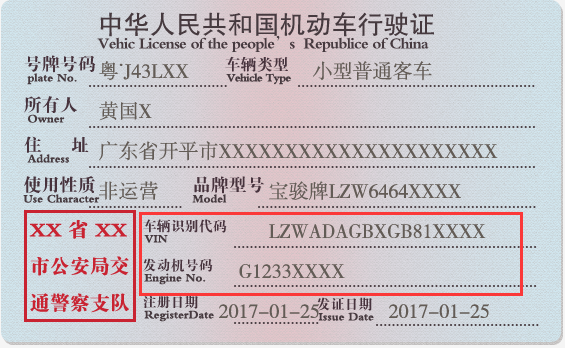 中华人民共和国机动车行驶证
Vehic License of the people's Republice of China
号牌号码 粤·J43LXX 车辆类型 小型普通客车
plate No. Vehicle Type
所有人 黄国X
Owner
住 址 广东省开平市XXXXXXXXXXXXXXXXXXXXX
Address
使用性质 非运营 品牌型号 宝骏牌LZW6464XXXX
Use Character Model
XX 省 XX
市公安局交
通警察支队
车辆识别代码 LZWADAGBXGB81XXXX
VIN
发动机号码 G1233XXXX
Engine No.
注册日期 2017-01-25 发证日期 2017-01-25
RegisterDate Issue Date